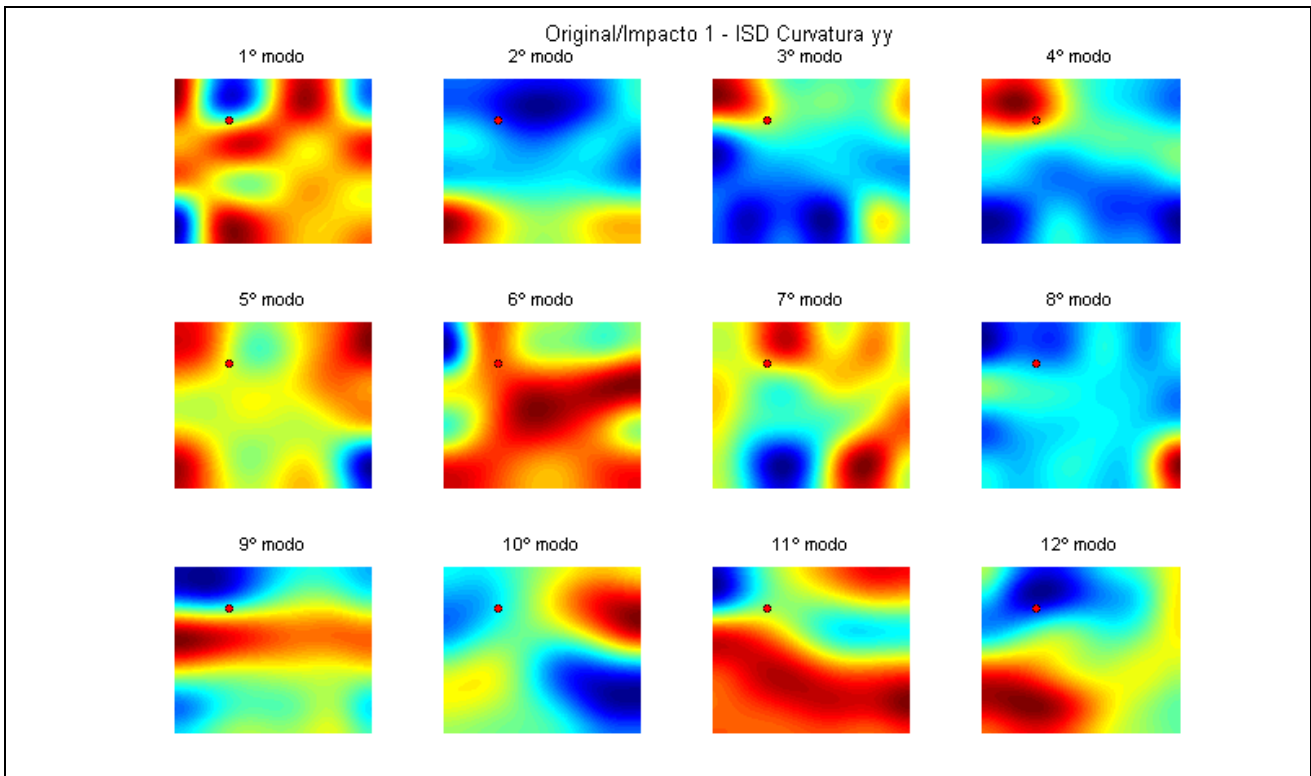 Original/Impacto 1 - ISD Curvatura yy
1º modo
2º modo
3º modo
4º modo
5º modo
6º modo
7º modo
8º modo
9º modo
10º modo
11º modo
12º modo